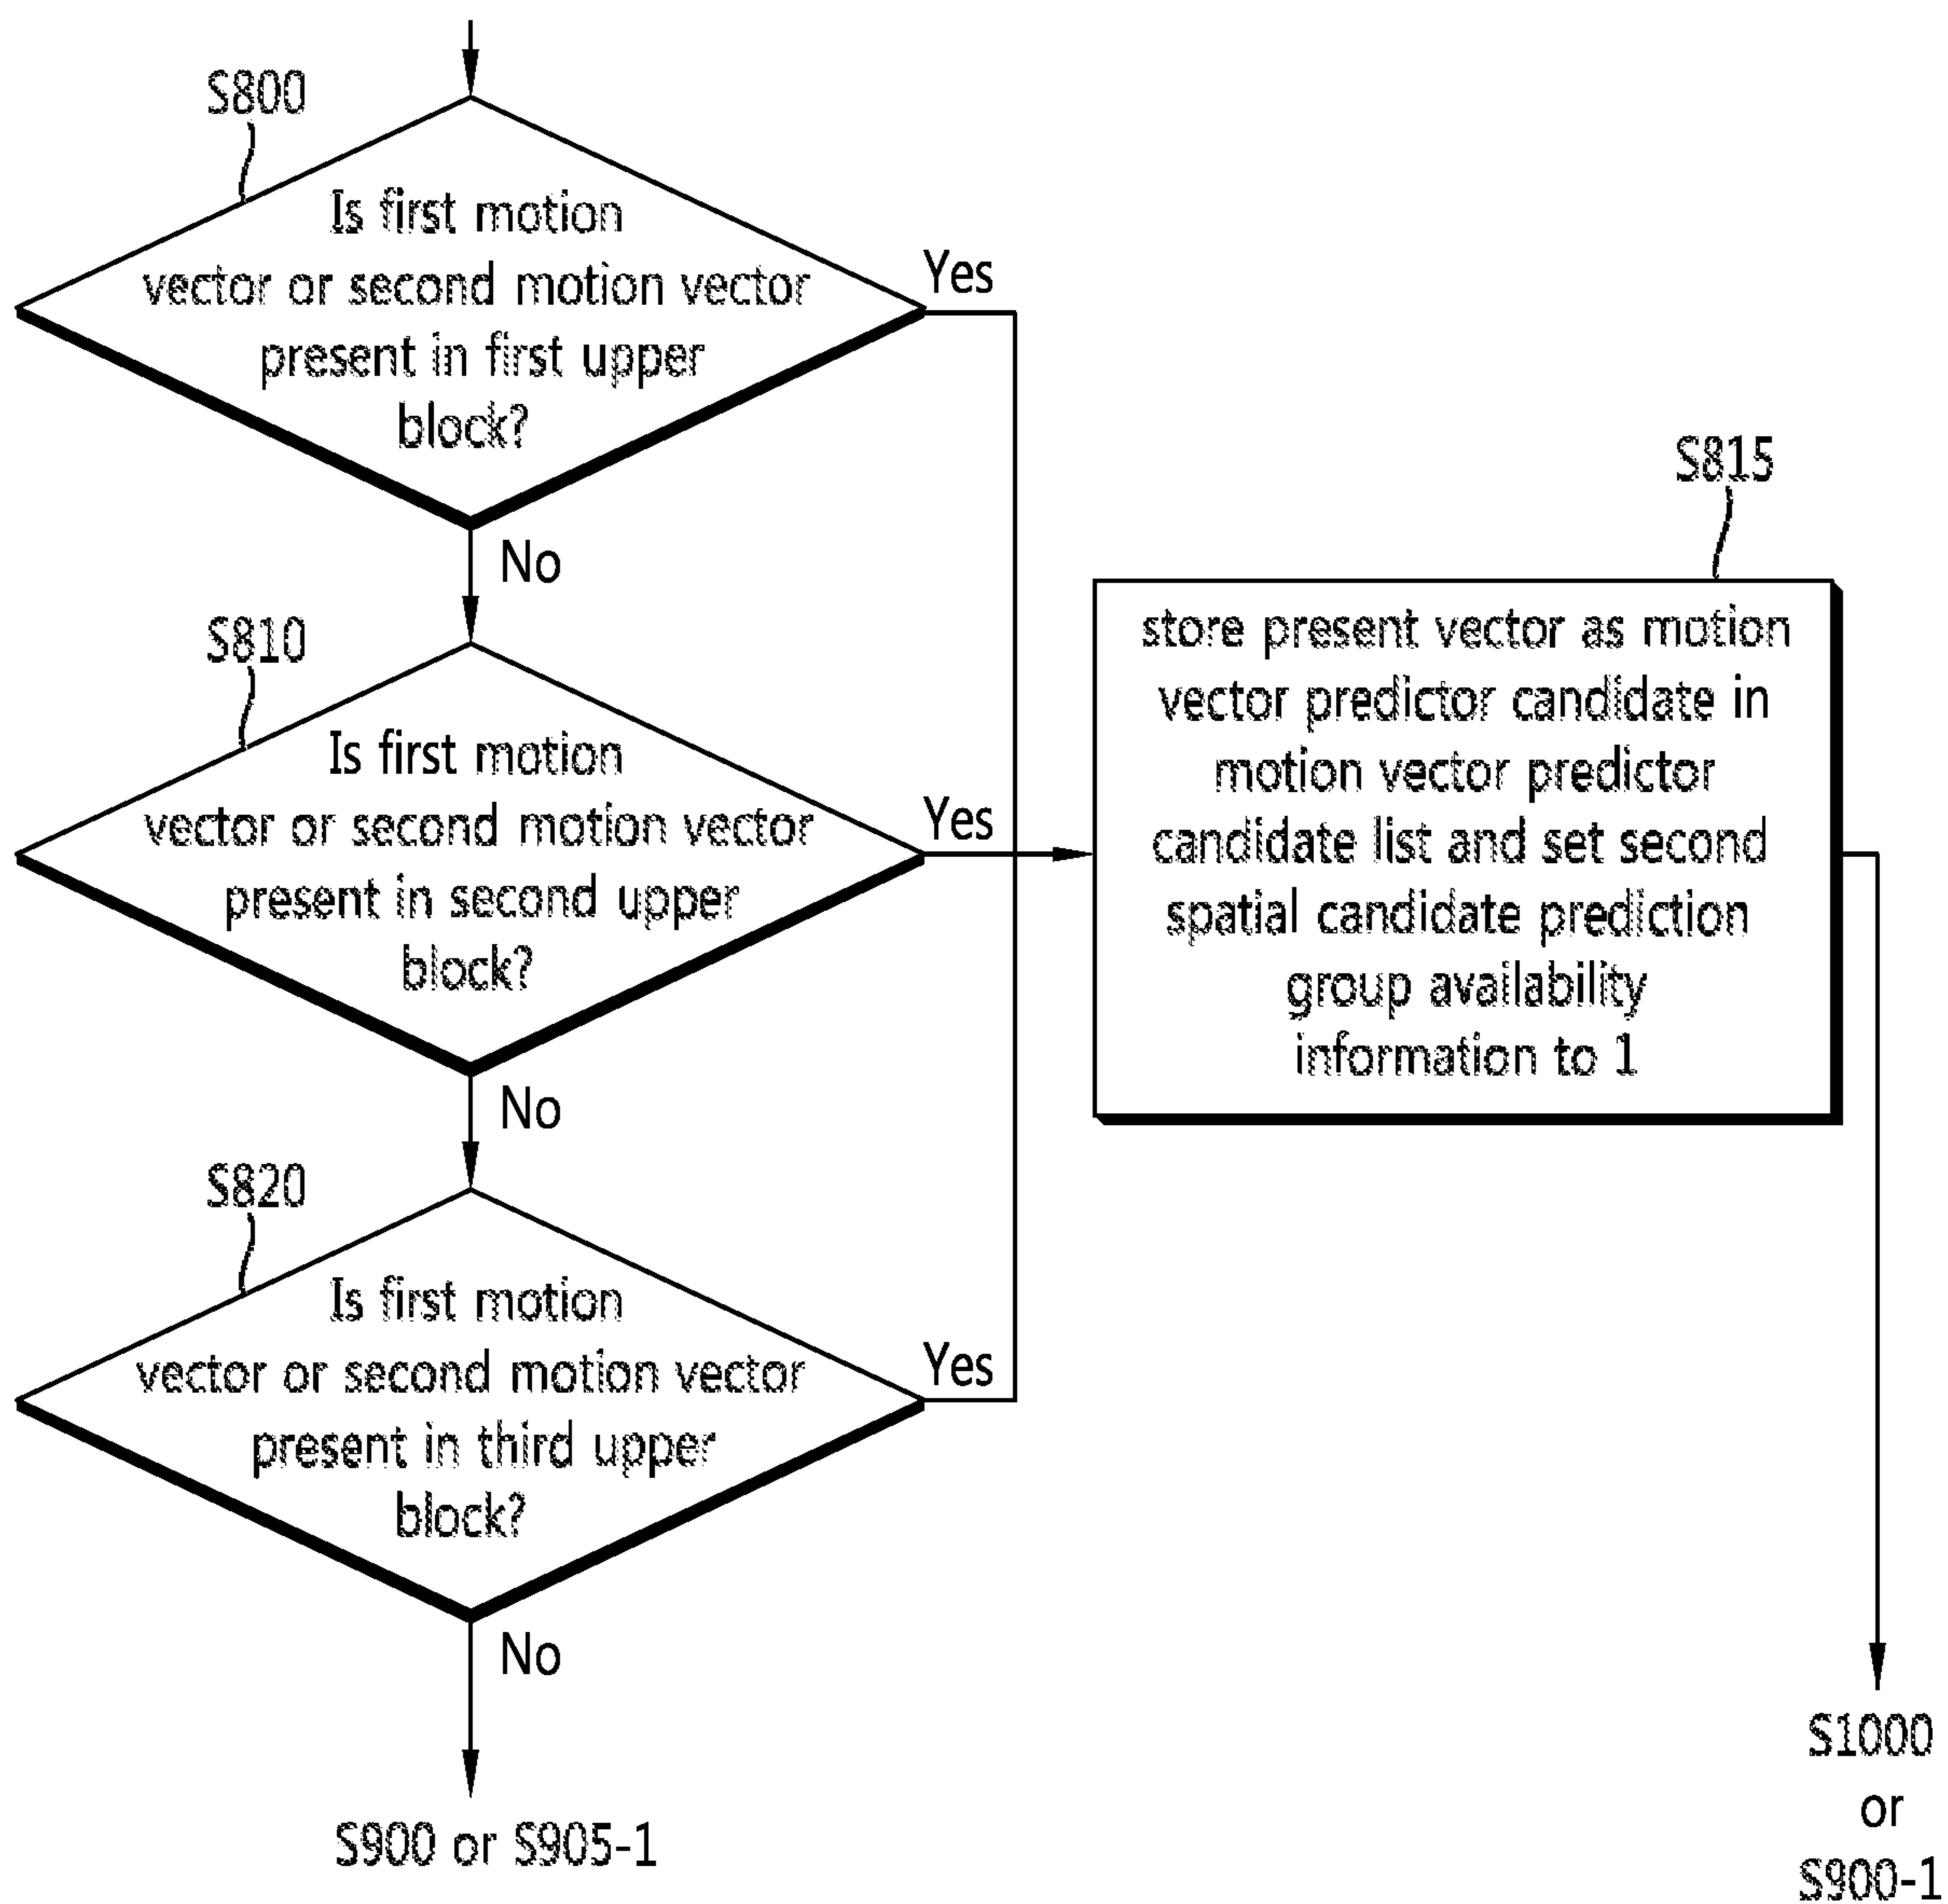 S800
Is first motion
vector or second motion vector
present in first upper
block?
Yes
No
S810
Is first motion
vector or second motion vector
present in second upper
block?
Yes
No
S820
Is first motion
vector or second motion vector
present in third upper
block?
Yes
No
S900 or S905-1
S815
store present vector as motion
vector predictor candidate in
motion vector predictor
candidate list and set second
spatial candidate prediction
group availability
information to 1
S1000
or
S900-1